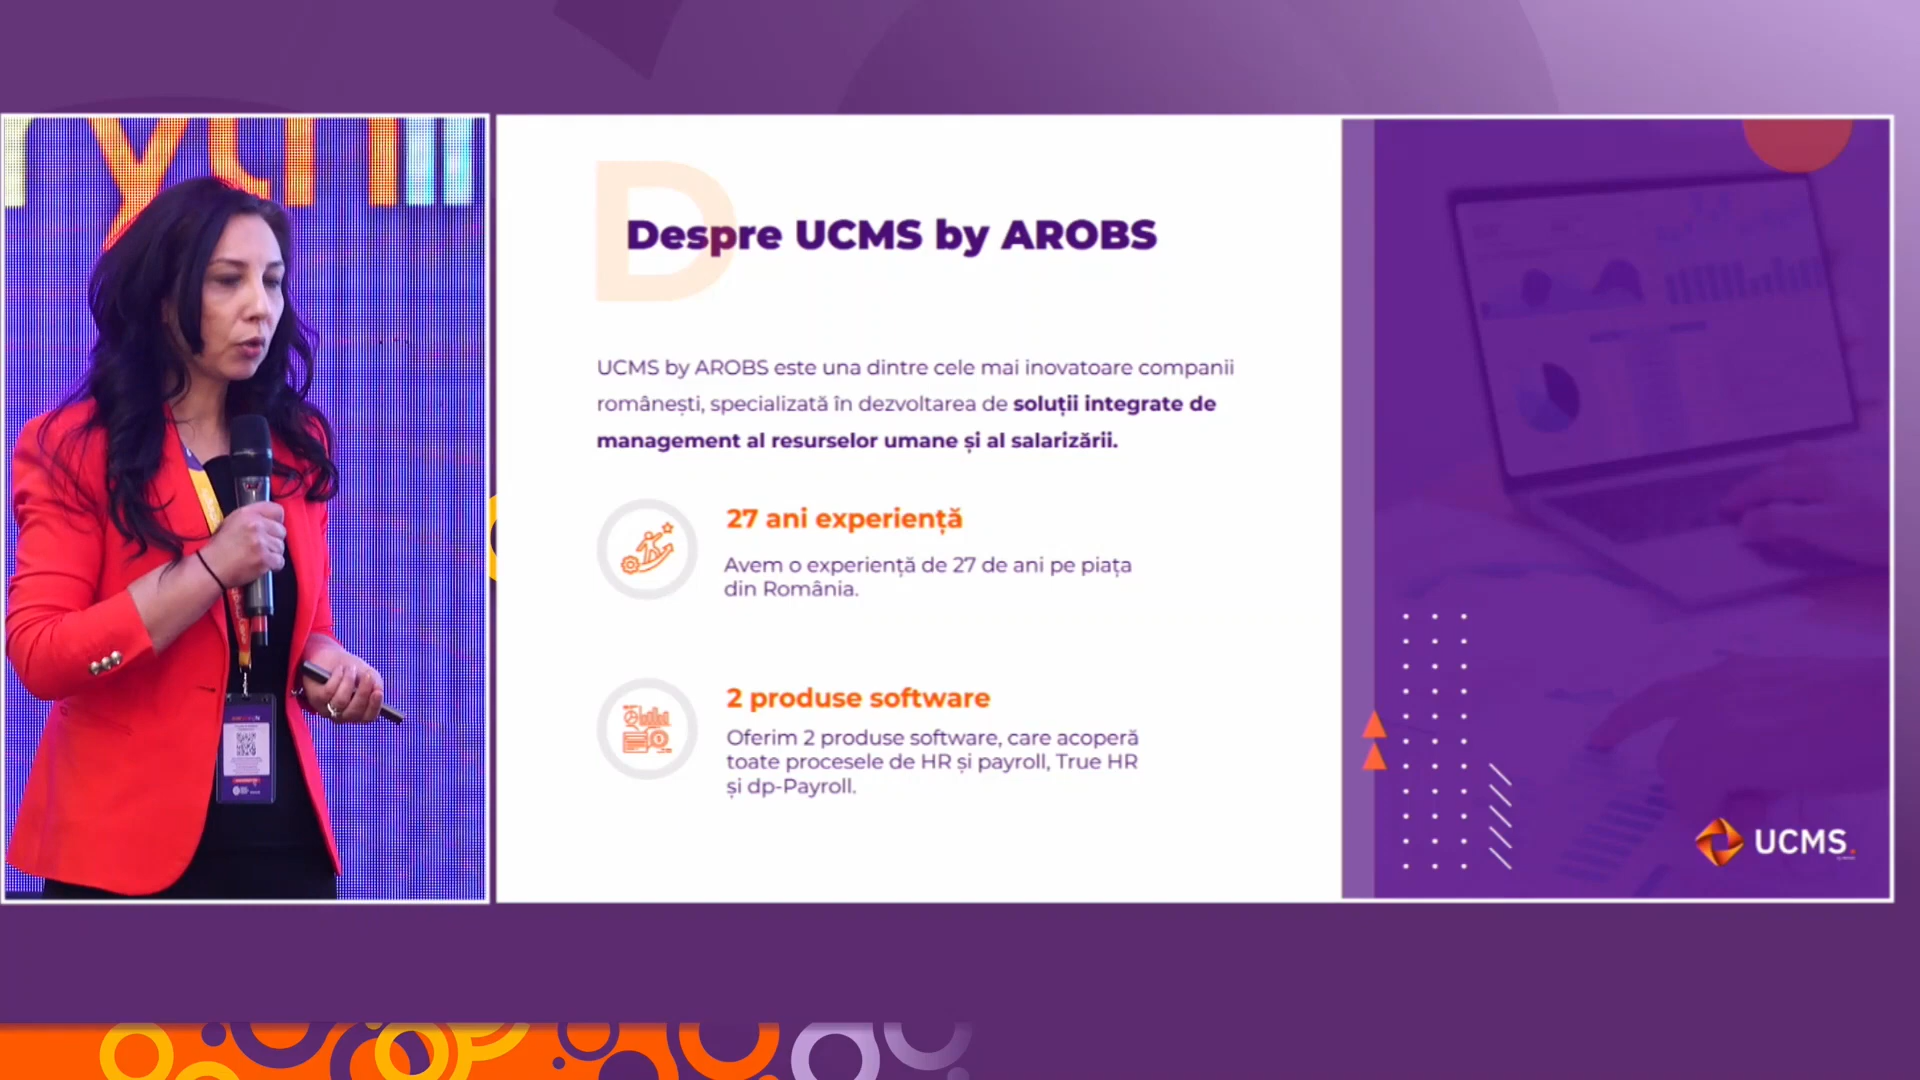 Despre UCMS by AROBS
UCMS by AROBS este una dintre cele mai inovatoare companii
românești, specializată în dezvoltarea de soluții integrate de
management al resurselor umane și al salarizării.
27 ani experiență
Avem o experiență de 27 de ani pe piața
din România.
2 produse software
Oferim 2 produse software, care acoperă
toate procesele de HR și payroll, True HR
și dp-Payroll.
UCMS.